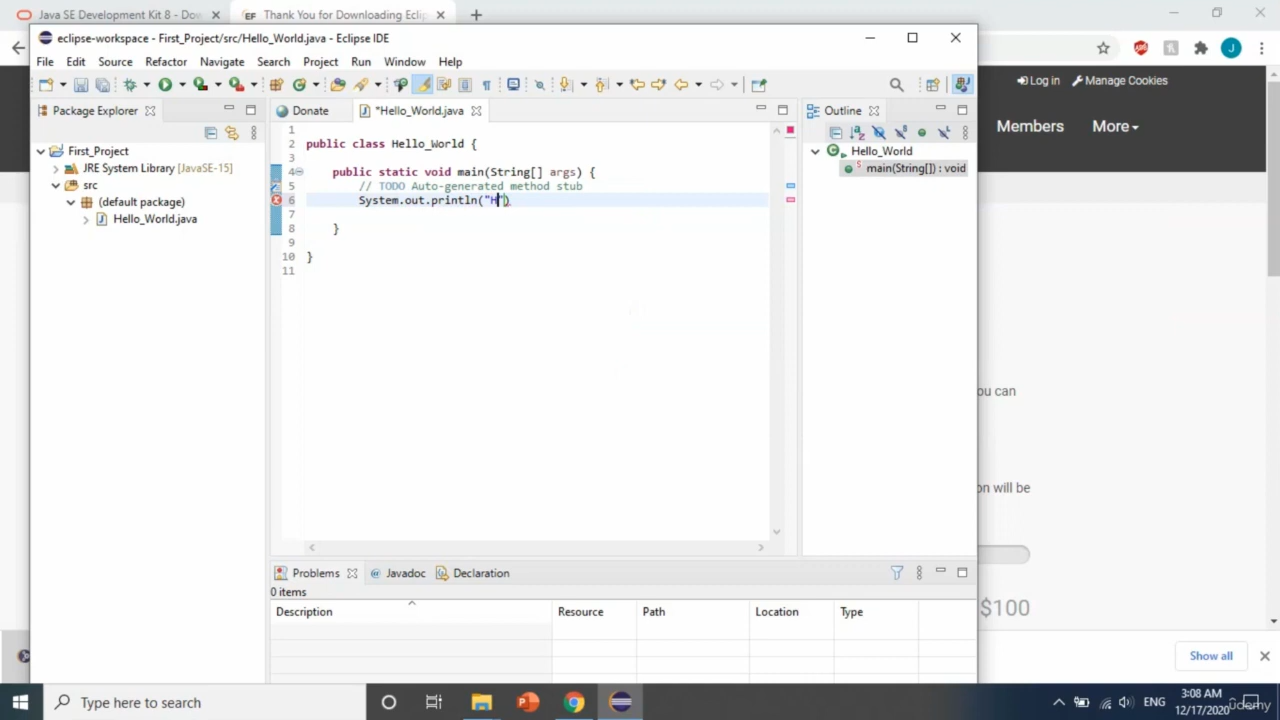 Java SE Development Kit 8 - Dow
EF Thank You for Downloading Ecli
eclipse-workspace - First_Project/src/Hello_World.java - Eclipse IDE
File Edit Source Refactor Navigate Search Project Run Window Help
Log in Manage Cookies
Members More
Package Explorer
Donate
*Hello_World.java
Outline
First_Project
JRE System Library [JavaSE-15]
src
(default package)
Hello_World.java
1
2 public class Hello_World {
3
4 public static void main(String[] args) {
5 // TODO Auto-generated method stub
6 System.out.println("H")
7
8 }
9
10 }
11
Hello_World
main(String[]) : void
ou can
on will be
$100
Problems Javadoc Declaration
0 items
Description Resource Path Location Type
Show all
Type here to search
ENG
3:08 AM
12/17/2020
udemy